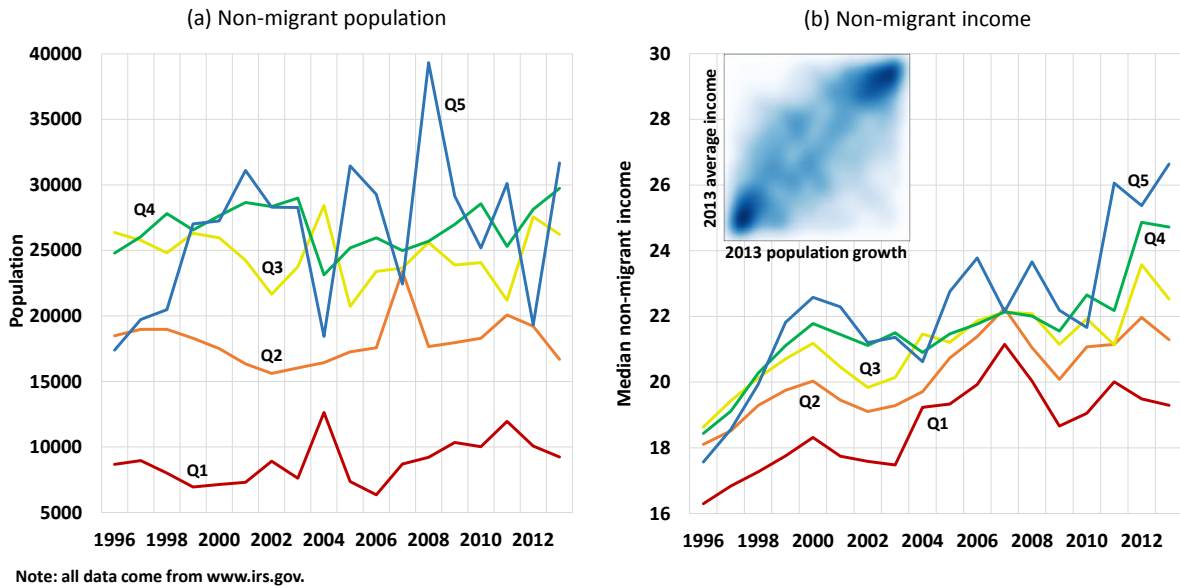 (a) Non-migrant population
Population
40000
35000
30000
25000
20000
15000
10000
5000
Q5
Q4
Q3
Q2
Q1
1996 1998 2000 2002 2004 2006 2008 2010 2012
(b) Non-migrant income
Median non-migrant income
30
28
26
24
22
20
18
16
2013 average income
2013 population growth
Q5
Q4
Q3
Q2
Q1
1996 1998 2000 2002 2004 2006 2008 2010 2012
Note: all data come from www.irs.gov.